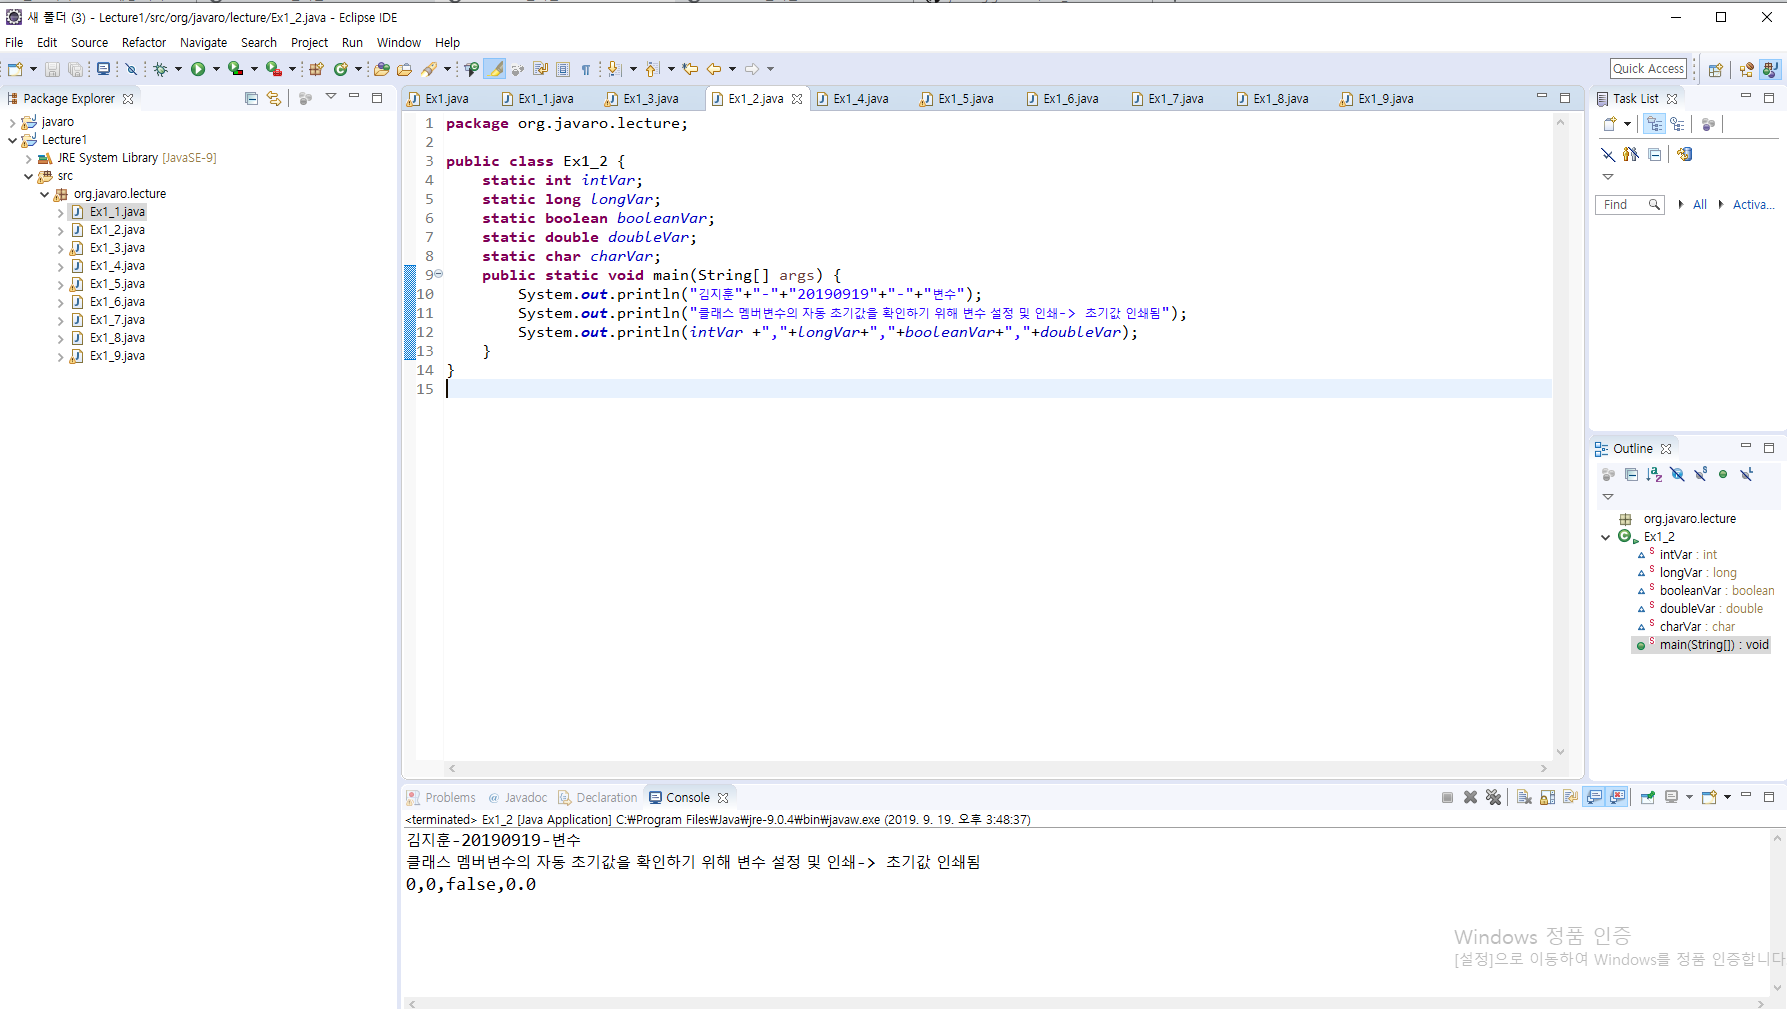 새 폴더 (3) - Lecture1/src/org/javaro/lecture/Ex1_2.java - Eclipse IDE
File Edit Source Refactor Navigate Search Project Run Window Help
Quick Access
Package Explorer
javaro
Lecture1
JRE System Library [JavaSE-9]
src
org.javaro.lecture
Ex1_1.java
Ex1_2.java
Ex1_3.java
Ex1_4.java
Ex1_5.java
Ex1_6.java
Ex1_7.java
Ex1_8.java
Ex1_9.java
Ex1.java Ex1_1.java Ex1_3.java Ex1_2.java Ex1_4.java Ex1_5.java Ex1_6.java Ex1_7.java Ex1_8.java Ex1_9.java
1 package org.javaro.lecture;
2
3 public class Ex1_2 {
4 static int intVar;
5 static long longVar;
6 static boolean booleanVar;
7 static double doubleVar;
8 static char charVar;
9 public static void main(String[] args) {
10 System.out.println("김지훈"+"-"+"20190919"+"-"+"변수");
11 System.out.println("클래스 멤버변수의 자동 초기값을 확인하기 위해 변수 설정 및 인쇄-> 초기값 인쇄됨");
12 System.out.println(intVar +","+longVar+","+booleanVar+","+doubleVar);
13 }
14 }
15
Task List
Find All Activa...
Outline
org.javaro.lecture
Ex1_2
intVar : int
longVar : long
booleanVar : boolean
doubleVar : double
charVar : char
main(String[]) : void
Problems @ Javadoc Declaration Console
<terminated> Ex1_2 [Java Application] C:₩Program Files₩Java₩jre-9.0.4₩bin₩javaw.exe (2019. 9. 19. 오후 3:48:37)
김지훈-20190919-변수
클래스 멤버변수의 자동 초기값을 확인하기 위해 변수 설정 및 인쇄-> 초기값 인쇄됨
0,0,false,0.0
Windows 정품 인증
[설정]으로 이동하여 Windows를 정품 인증합니다